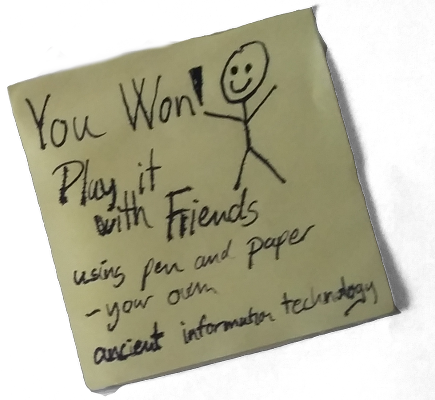 You Won!
Play it
with Friends
using pen and paper
- your own
ancient information technology